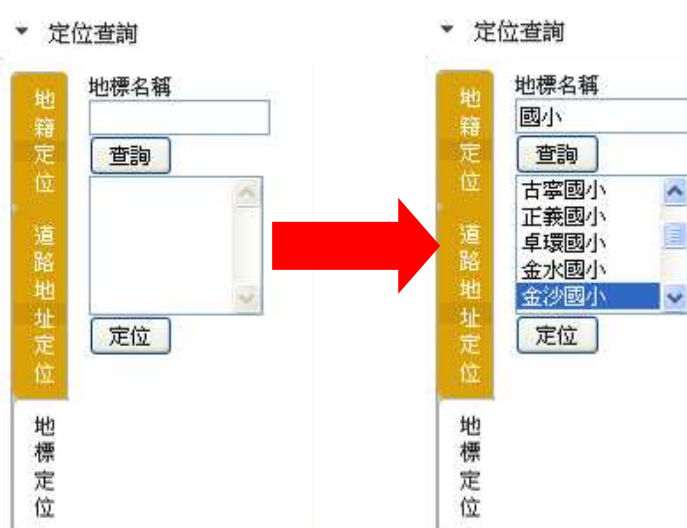 定位查詢
地籍定位
道路地址定位
地標定位
地標名稱
查詢
定位
定位查詢
地籍定位
道路地址定位
地標定位
地標名稱
國小
查詢
古寧國小
正義國小
卓環國小
金水國小
金沙國小
定位